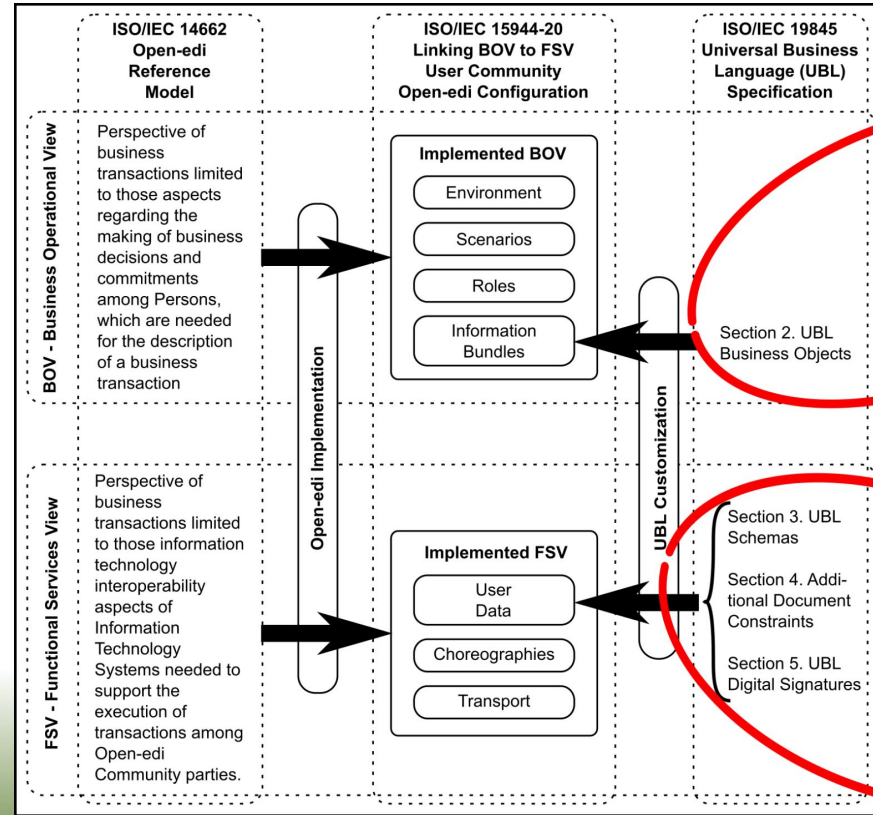 ISO/IEC 14662
Open-edi
Reference
Model
ISO/IEC 15944-20
Linking BOV to FSV
User Community
Open-edi Configuration
ISO/IEC 19845
Universal Business
Language (UBL)
Specification
BOV - Business Operational View
Perspective of
business
transactions limited
to those aspects
regarding the
making of business
decisions and
commitments
among Persons,
which are needed
for the description
of a business
transaction
Open-edi Implementation
Implemented BOV
Environment
Scenarios
Roles
Information
Bundles
UBL Customization
Section 2. UBL
Business Objects
FSV - Functional Services View
Perspective of
business
transactions limited
to those information
technology
interoperability
aspects of
Information
Technology
Systems needed to
support the
execution of
transactions among
Open-edi
Community parties.
Implemented FSV
User
Data
Choreographies
Transport
Section 3. UBL
Schemas
Section 4. Addi-
tional Document
Constraints
Section 5. UBL
Digital Signatures